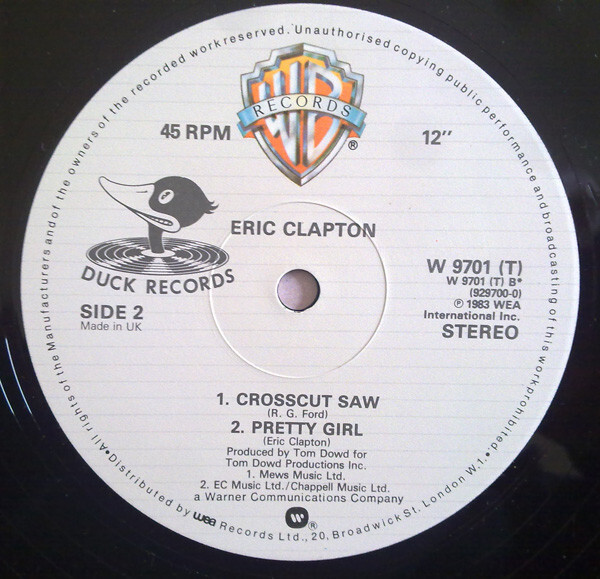 All rights of the Manufacturers and of the owners of the recorded work reserved. Unauthorised copying public performance and broadcasting of this work prohibited.
WB
RECORDS
®
45 RPM
12"
ERIC CLAPTON
DUCK RECORDS
SIDE 2
Made in UK
W 9701 (T)
W 9701 (T) B*
(929700-0)
℗ 1983 WEA
International Inc.
STEREO
1. CROSSCUT SAW
(R. G. Ford)
2. PRETTY GIRL
(Eric Clapton)
Produced by Tom Dowd for
Tom Dowd Productions Inc.
1. Mews Music Ltd.
2. EC Music Ltd./Chappell Music Ltd.
a Warner Communications Company
®
•Distributed by wea Records Ltd., 20, Broadwick St. London W.1.•